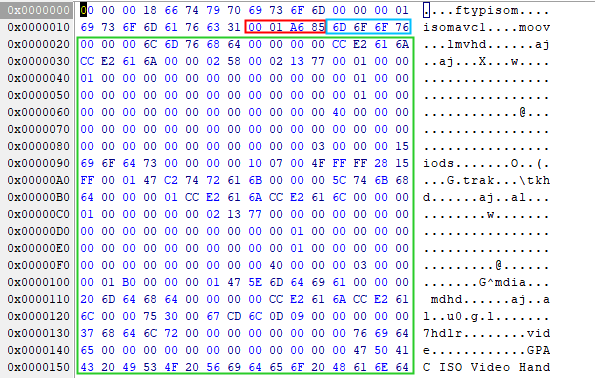 0x0000000 00 00 00 18 66 74 79 70 69 73 6F 6D 00 00 00 01 ....ftypisom....
0x0000010 69 73 6F 6D 61 76 63 31 00 01 A6 85 6D 6F 6F 76 isomavc1....moov
0x0000020 00 00 00 6C 6D 76 68 64 00 00 00 00 CC E2 61 6A ...lmvhd......aj
0x0000030 CC E2 61 6A 00 00 02 58 00 02 13 77 00 01 00 00 ..aj...X...w....
0x0000040 01 00 00 00 00 00 00 00 00 00 00 00 00 01 00 00 ................
0x0000050 00 00 00 00 00 00 00 00 00 00 00 00 00 01 00 00 ................
0x0000060 00 00 00 00 00 00 00 00 00 00 00 00 40 00 00 00 ............@...
0x0000070 00 00 00 00 00 00 00 00 00 00 00 00 00 00 00 00 ................
0x0000080 00 00 00 00 00 00 00 00 00 00 00 03 00 00 00 15 ................
0x0000090 69 6F 64 73 00 00 00 00 10 07 00 4F FF FF 28 15 iods.......O..(.
0x00000A0 FF 00 01 47 C2 74 72 61 6B 00 00 00 5C 74 6B 68 ...G.trak...\tkh
0x00000B0 64 00 00 00 01 CC E2 61 6A CC E2 61 6C 00 00 00 d......aj..al...
0x00000C0 01 00 00 00 00 00 02 13 77 00 00 00 00 00 00 00 ........w.......
0x00000D0 00 00 00 00 00 00 00 00 00 01 00 00 00 00 00 00 ................
0x00000E0 00 00 00 00 00 00 00 00 00 01 00 00 00 00 00 00 ................
0x00000F0 00 00 00 00 00 00 00 00 40 00 00 00 03 00 00 00 ........@.......
0x0000100 00 01 B0 00 00 00 01 47 5E 6D 64 69 61 00 00 00 .......G^mdia...
0x0000110 20 6D 64 68 64 00 00 00 00 CC E2 61 6A CC E2 61 mdhd......aj..a
0x0000120 6C 00 00 75 30 00 67 CD 6C 0D 09 00 00 00 00 00 l..u0.g.l.......
0x0000130 37 68 64 6C 72 00 00 00 00 00 00 00 00 76 69 64 7hdlr........vid
0x0000140 65 00 00 00 00 00 00 00 00 00 00 00 00 47 50 41 e............GPA
0x0000150 43 20 49 53 4F 20 56 69 64 65 6F 20 48 61 6E 64 C ISO Video Hand